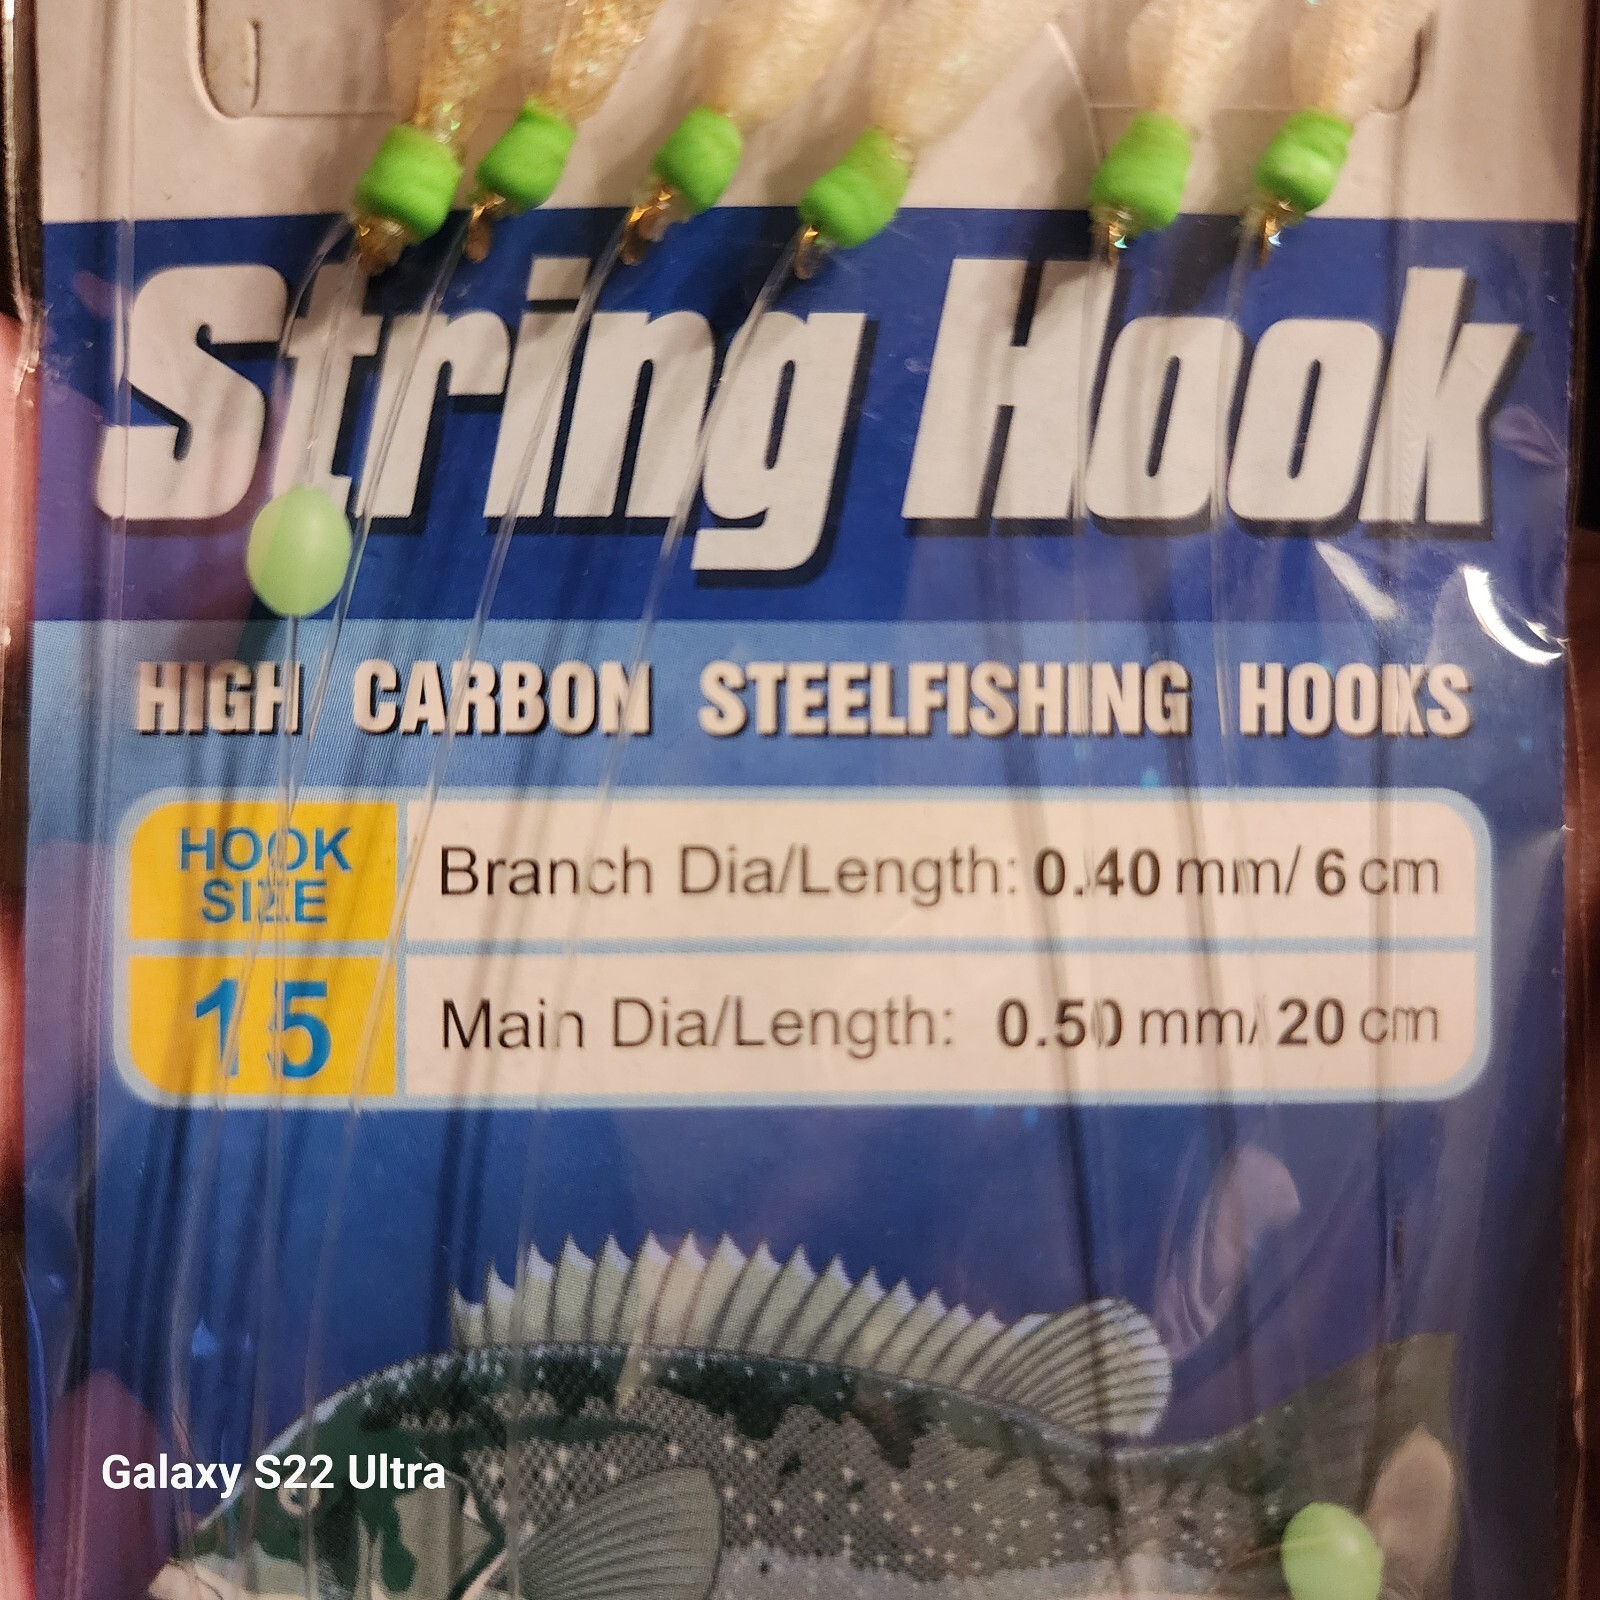 String Hook
HIGH CARBON STEELFISHING HOOKS
HOOK
SIZE
Branch Dia/Length: 0.40 mm/ 6 cm
15
Main Dia/Length: 0.50 mm/ 20 cm
Galaxy S22 Ultra